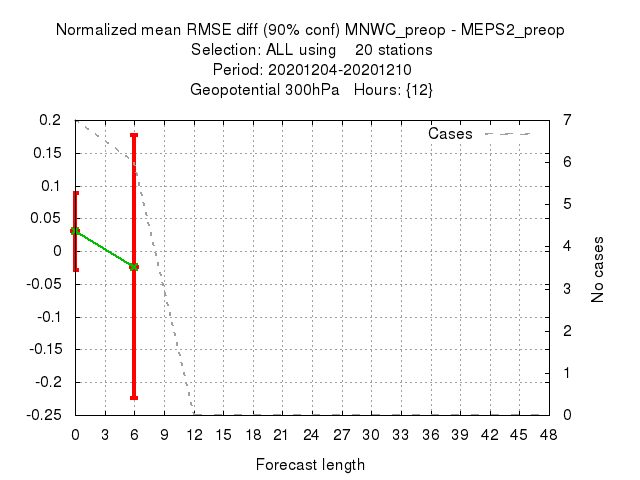 Normalized mean RMSE diff (90% conf) MNWC_preop - MEPS2_preop
Selection: ALL using 20 stations
Period: 20201204-20201210
Geopotential 300hPa Hours: {12}
Cases
0.2
0.15
0.1
0.05
0
-0.05
-0.1
-0.15
-0.2
-0.25
7
6
5
4
3
2
1
0
No cases
0 3 6 9 12 15 18 21 24 27 30 33 36 39 42 45 48
Forecast length